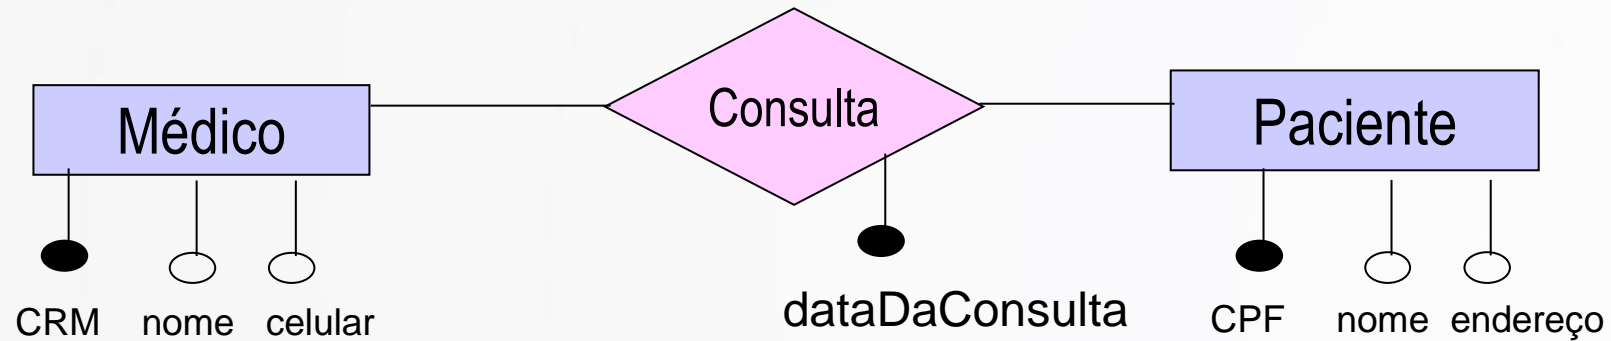 Médico
Consulta
Paciente
CRM
nome
celular
dataDaConsulta
CPF
nome
endereço